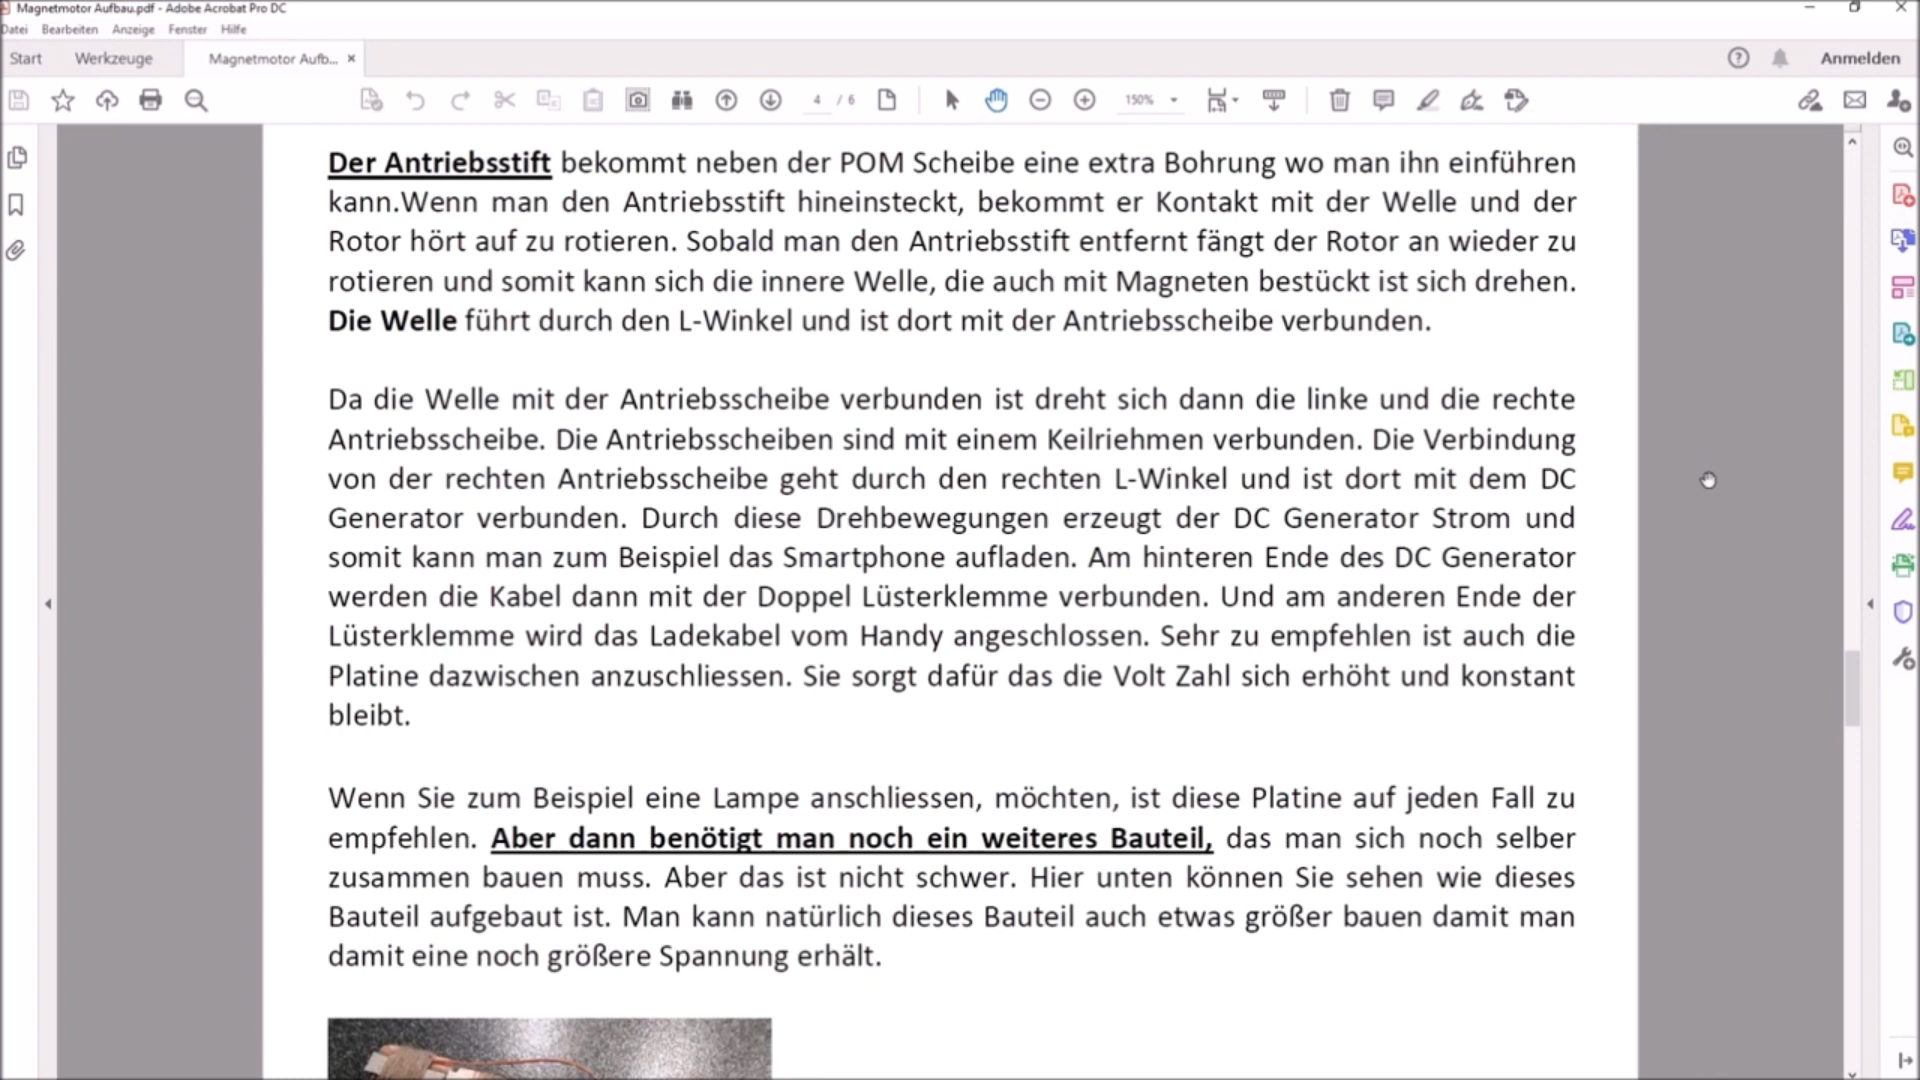 Magnetmotor Aufbau.pdf - Adobe Acrobat Pro DC
Datei Bearbeiten Anzeige Fenster Hilfe
Start Werkzeuge Magnetmotor Aufb... × Anmelden
4 / 6 150%
Der Antriebsstift bekommt neben der POM Scheibe eine extra Bohrung wo man ihn einführen
kann.Wenn man den Antriebsstift hineinsteckt, bekommt er Kontakt mit der Welle und der
Rotor hört auf zu rotieren. Sobald man den Antriebsstift entfernt fängt der Rotor an wieder zu
rotieren und somit kann sich die innere Welle, die auch mit Magneten bestückt ist sich drehen.
Die Welle führt durch den L-Winkel und ist dort mit der Antriebsscheibe verbunden.
Da die Welle mit der Antriebsscheibe verbunden ist dreht sich dann die linke und die rechte
Antriebsscheibe. Die Antriebsscheiben sind mit einem Keilriehmen verbunden. Die Verbindung
von der rechten Antriebsscheibe geht durch den rechten L-Winkel und ist dort mit dem DC
Generator verbunden. Durch diese Drehbewegungen erzeugt der DC Generator Strom und
somit kann man zum Beispiel das Smartphone aufladen. Am hinteren Ende des DC Generator
werden die Kabel dann mit der Doppel Lüsterklemme verbunden. Und am anderen Ende der
Lüsterklemme wird das Ladekabel vom Handy angeschlossen. Sehr zu empfehlen ist auch die
Platine dazwischen anzuschliessen. Sie sorgt dafür das die Volt Zahl sich erhöht und konstant
bleibt.
Wenn Sie zum Beispiel eine Lampe anschliessen, möchten, ist diese Platine auf jeden Fall zu
empfehlen. Aber dann benötigt man noch ein weiteres Bauteil, das man sich noch selber
zusammen bauen muss. Aber das ist nicht schwer. Hier unten können Sie sehen wie dieses
Bauteil aufgebaut ist. Man kann natürlich dieses Bauteil auch etwas größer bauen damit man
damit eine noch größere Spannung erhält.